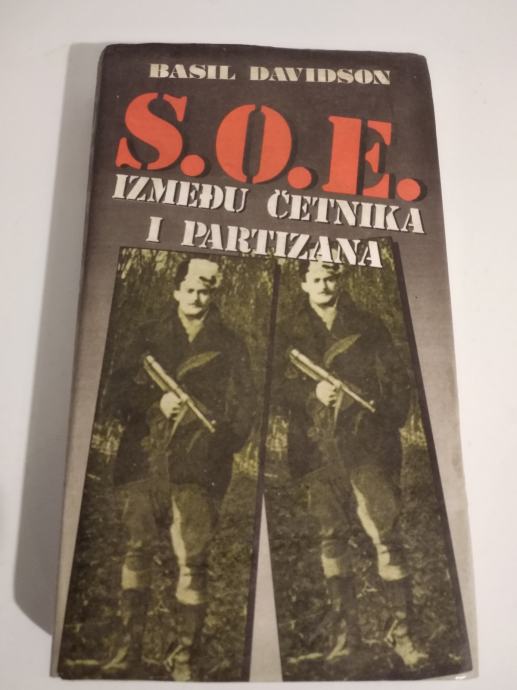 BASIL DAVIDSON
S.O.E.
IZMEĐU ČETNIKA
I PARTIZANA